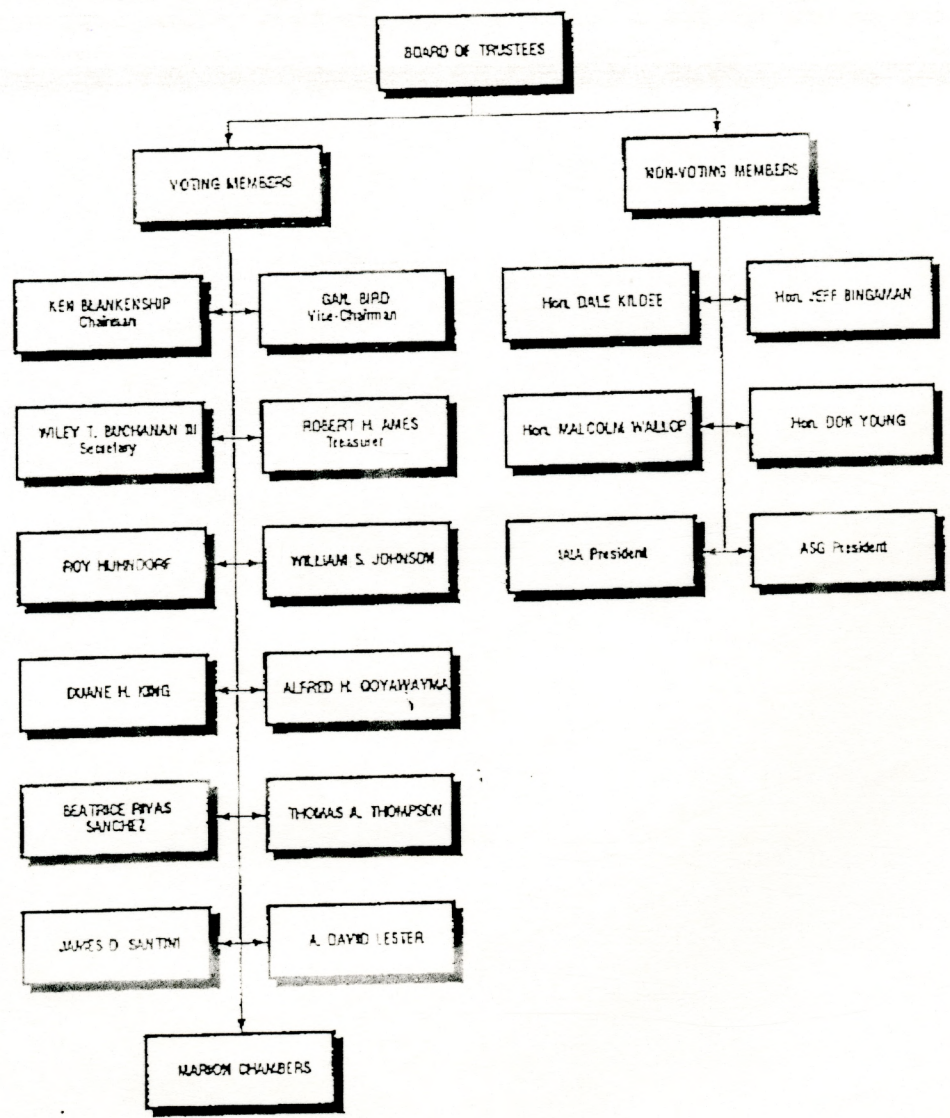 BOARD OF TRUSTEES
VOTING MEMBERS
NON-VOTING MEMBERS
KEN BLANKENSHIP
Chairman
GAIL BIRD
Vice-Chairman
Hon. DALE KILDEE
Hon. JEFF BINGAMAN
WILEY T. BUCHANAN III
Secretary
ROBERT H. AMES
Treasurer
Hon. MALCOLM WALLOP
Hon. DON YOUNG
ROY HUHNDORF
WILLIAM S. JOHNSON
IAIA President
ASG President
DUANE H. KING
ALFRED H. QOYAWAYMA
BEATRICE RIVAS
SANCHEZ
THOMAS A. THOMPSON
JAMES D. SANTINI
A. DAVID LESTER
MARION CHAMBERS